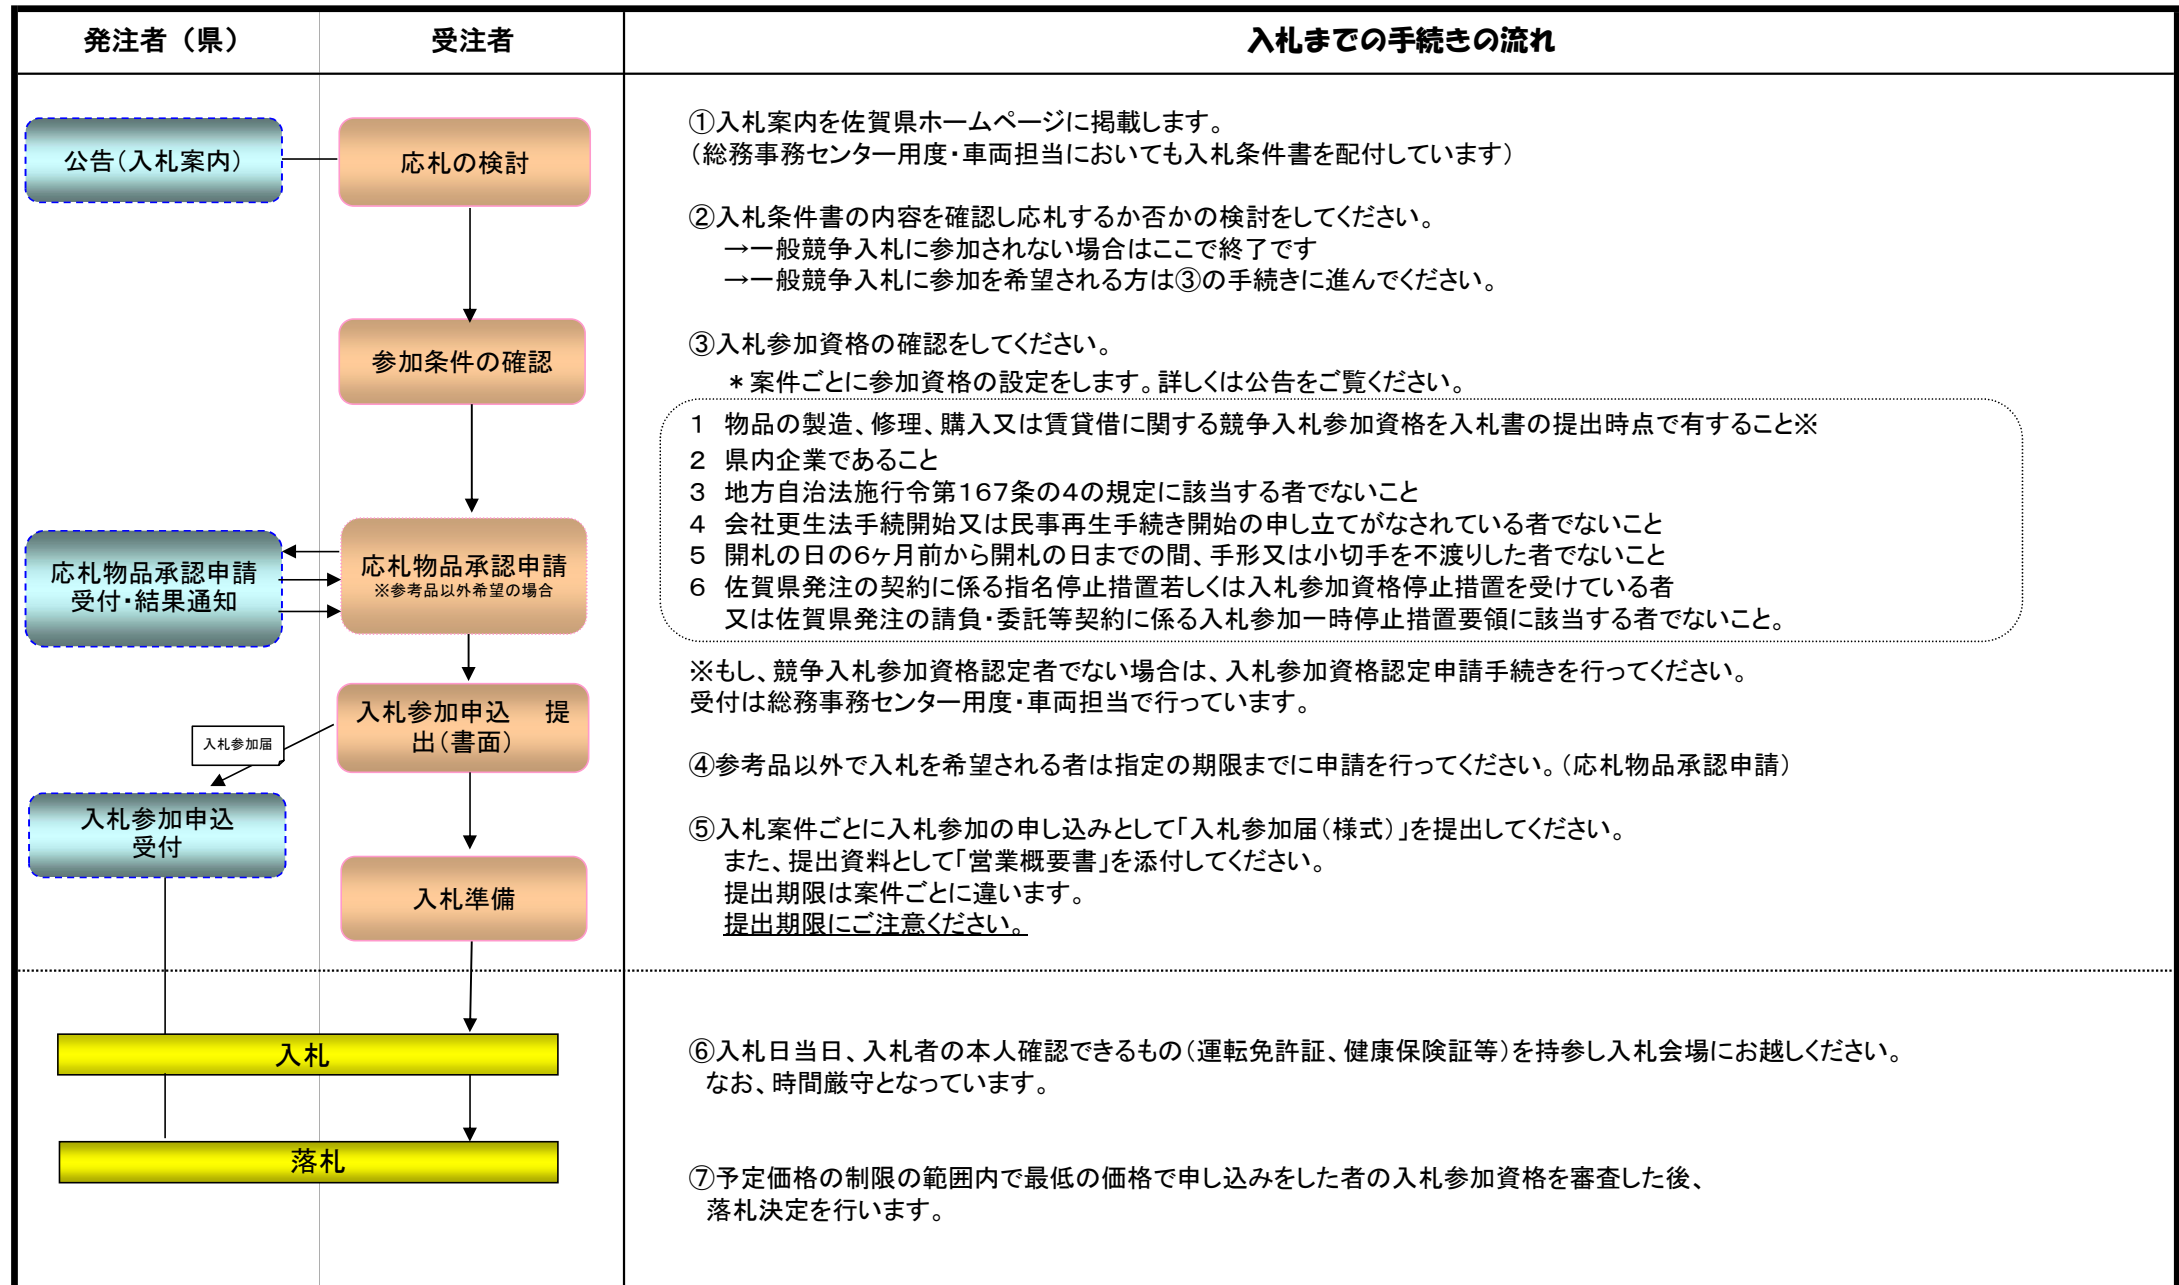 発注者（県）
受注者
入札までの手続きの流れ
公告（入札案内）
応札の検討
参加条件の確認
応札物品承認申請
受付・結果通知
応札物品承認申請
※参考品以外希望の場合
入札参加申込　提
出（書面）
入札参加届
入札参加申込
受付
入札準備
入札
落札
①入札案内を佐賀県ホームページに掲載します。
（総務事務センター用度・車両担当においても入札条件書を配付しています）
②入札条件書の内容を確認し応札するか否かの検討をしてください。
→一般競争入札に参加されない場合はここで終了です
→一般競争入札に参加を希望される方は③の手続きに進んでください。
③入札参加資格の確認をしてください。
＊案件ごとに参加資格の設定をします。詳しくは公告をご覧ください。
１　物品の製造、修理、購入又は賃貸借に関する競争入札参加資格を入札書の提出時点で有すること※
２　県内企業であること
３　地方自治法施行令第１６７条の４の規定に該当する者でないこと
４　会社更生法手続開始又は民事再生手続き開始の申し立てがなされている者でないこと
５　開札の日の６ヶ月前から開札の日までの間、手形又は小切手を不渡りした者でないこと
６　佐賀県発注の契約に係る指名停止措置若しくは入札参加資格停止措置を受けている者
又は佐賀県発注の請負・委託等契約に係る入札参加一時停止措置要領に該当する者でないこと。
※もし、競争入札参加資格認定者でない場合は、入札参加資格認定申請手続きを行ってください。
受付は総務事務センター用度・車両担当で行っています。
④参考品以外で入札を希望される者は指定の期限までに申請を行ってください。（応札物品承認申請）
⑤入札案件ごとに入札参加の申し込みとして「入札参加届（様式）」を提出してください。
また、提出資料として「営業概要書」を添付してください。
提出期限は案件ごとに違います。
提出期限にご注意ください。
⑥入札日当日、入札者の本人確認できるもの（運転免許証、健康保険証等）を持参し入札会場にお越しください。
なお、時間厳守となっています。
⑦予定価格の制限の範囲内で最低の価格で申し込みをした者の入札参加資格を審査した後、
落札決定を行います。